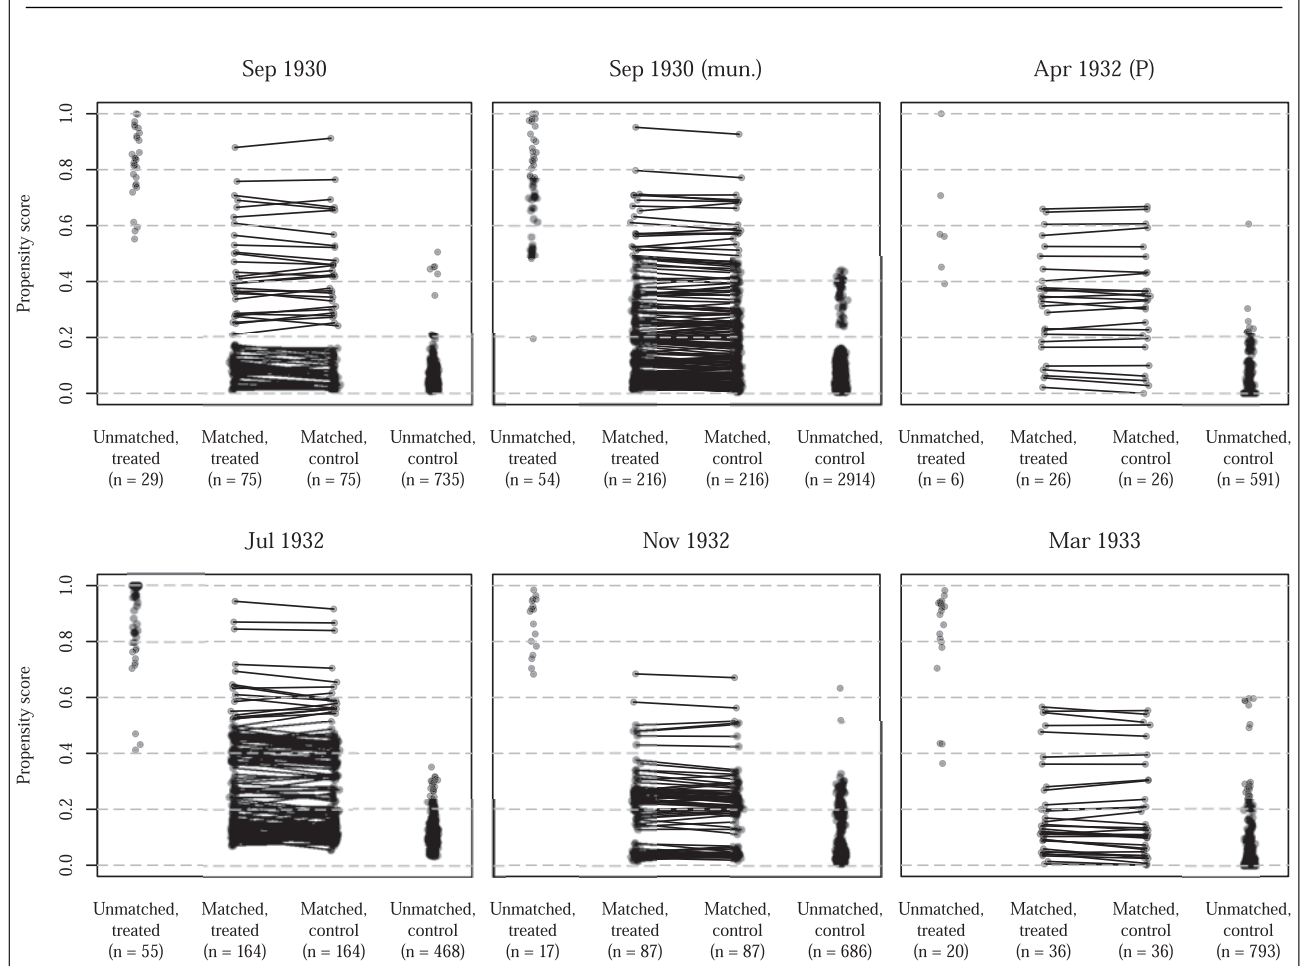 Sep 1930
Sep 1930 (mun.)
Apr 1932 (P)
Propensity score
1.0
0.8
0.6
0.4
0.2
0.0
Unmatched, treated (n = 29)
Matched, treated (n = 75)
Matched, control (n = 75)
Unmatched, control (n = 735)
Unmatched, treated (n = 54)
Matched, treated (n = 216)
Matched, control (n = 216)
Unmatched, control (n = 2914)
Unmatched, treated (n = 6)
Matched, treated (n = 26)
Matched, control (n = 26)
Unmatched, control (n = 591)
Jul 1932
Nov 1932
Mar 1933
Propensity score
1.0
0.8
0.6
0.4
0.2
0.0
Unmatched, treated (n = 55)
Matched, treated (n = 164)
Matched, control (n = 164)
Unmatched, control (n = 468)
Unmatched, treated (n = 17)
Matched, treated (n = 87)
Matched, control (n = 87)
Unmatched, control (n = 686)
Unmatched, treated (n = 20)
Matched, treated (n = 36)
Matched, control (n = 36)
Unmatched, control (n = 793)